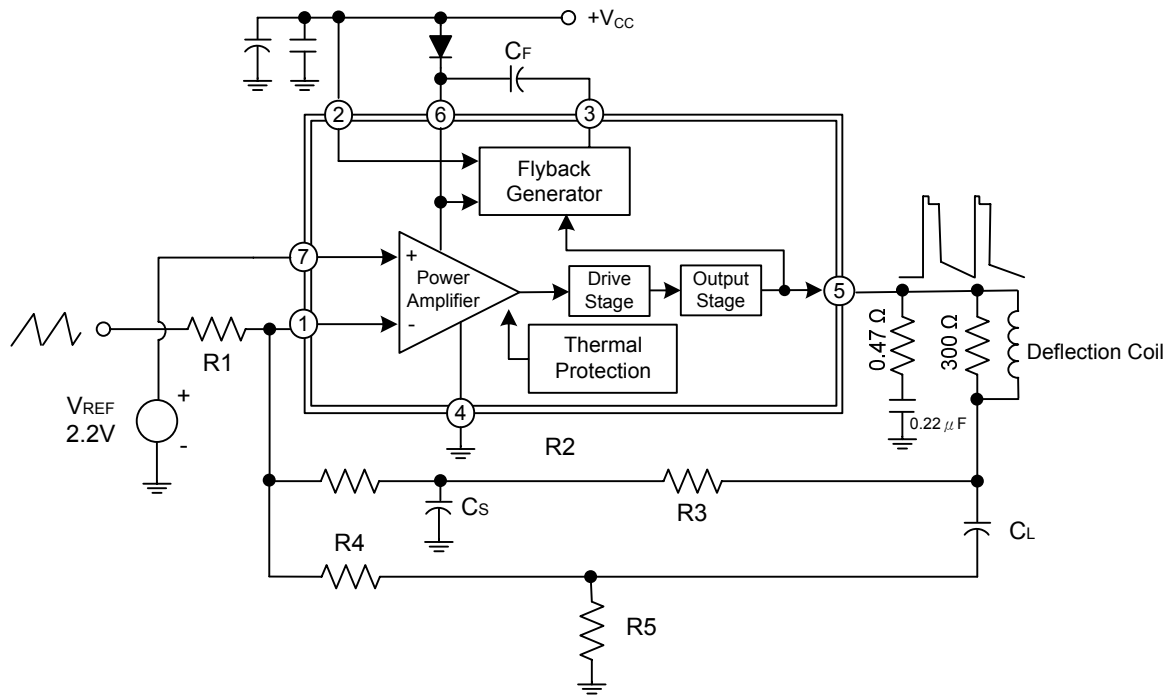 +VCC
CF
2
6
3
Flyback
Generator
7
+
Power
Amplifier
-
Drive
Stage
Output
Stage
5
1
R1
Thermal
Protection
0.47 Ω
300 Ω
Deflection Coil
VREF
2.2V
+
-
4
0.22 μF
R2
CS
R3
CL
R4
R5